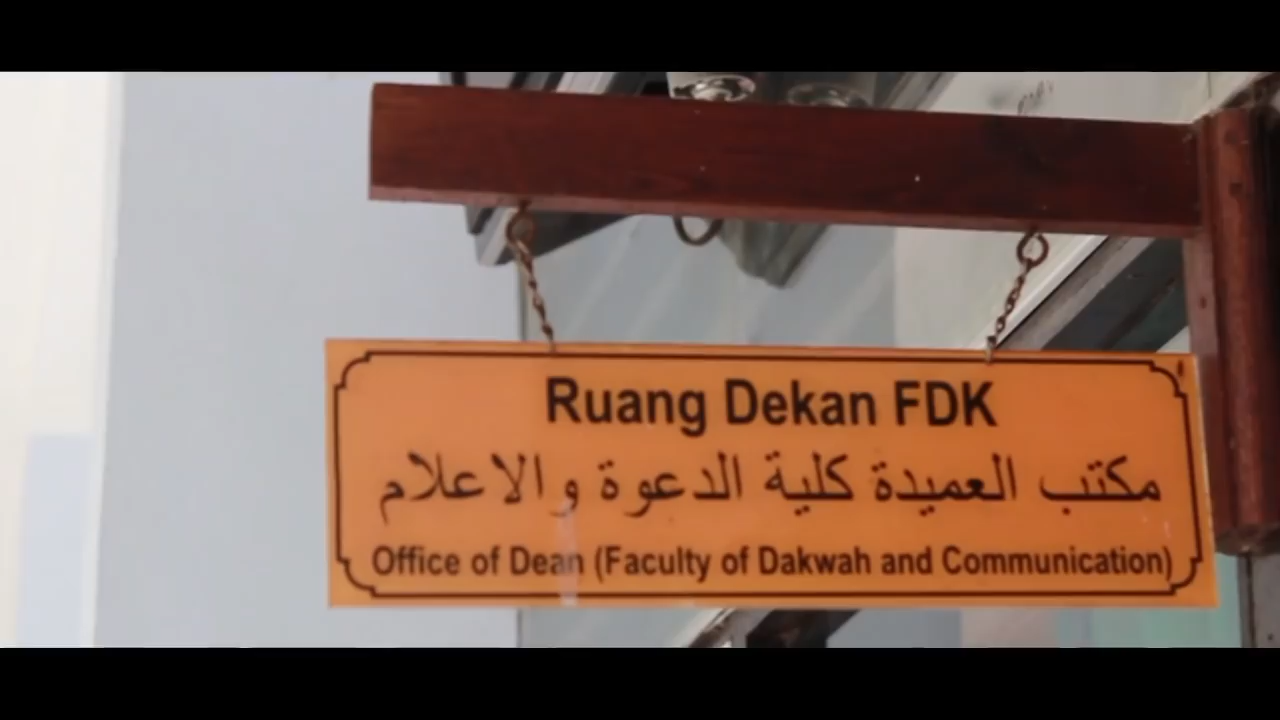 Ruang Dekan FDK
مكتب العميدة كلية الدعوة والاعلام
Office of Dean (Faculty of Dakwah and Communication)